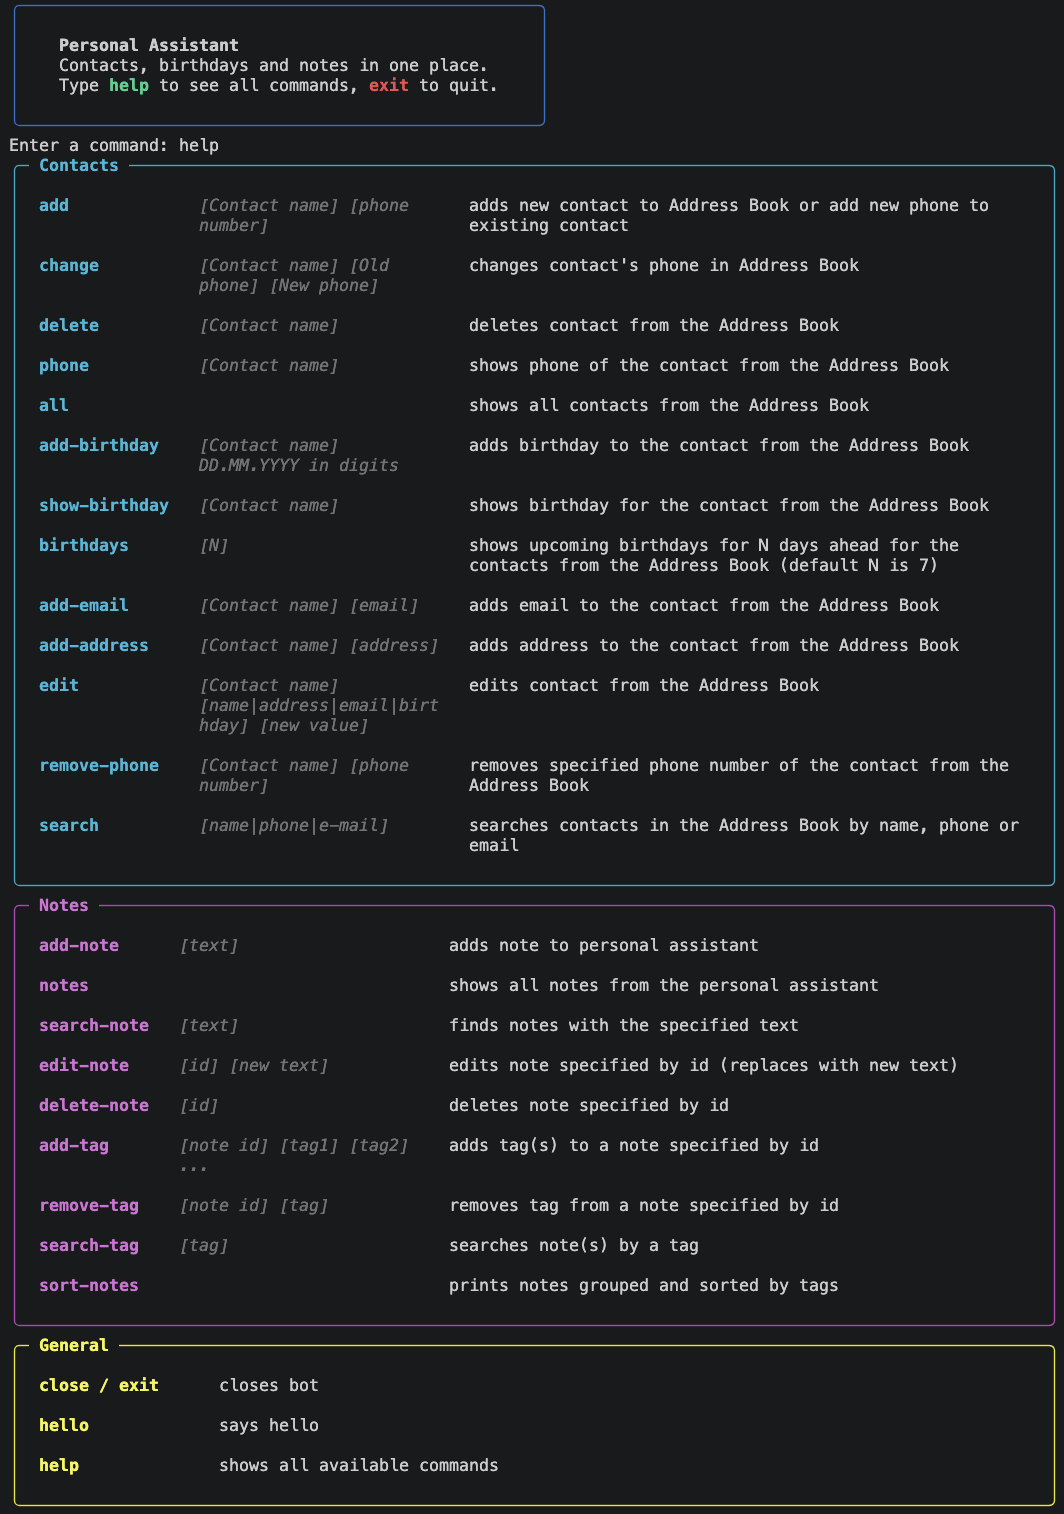 Personal Assistant
Contacts, birthdays and notes in one place.
Type help to see all commands, exit to quit.
Enter a command: help
Contacts
add [Contact name] [phone adds new contact to Address Book or add new phone to
number] existing contact
change [Contact name] [Old changes contact's phone in Address Book
phone] [New phone]
delete [Contact name] deletes contact from the Address Book
phone [Contact name] shows phone of the contact from the Address Book
all shows all contacts from the Address Book
add-birthday [Contact name] adds birthday to the contact from the Address Book
DD.MM.YYYY in digits
show-birthday [Contact name] shows birthday for the contact from the Address Book
birthdays [N] shows upcoming birthdays for N days ahead for the
contacts from the Address Book (default N is 7)
add-email [Contact name] [email] adds email to the contact from the Address Book
add-address [Contact name] [address] adds address to the contact from the Address Book
edit [Contact name] edits contact from the Address Book
[name|address|email|birt
hday] [new value]
remove-phone [Contact name] [phone removes specified phone number of the contact from the
number] Address Book
search [name|phone|e-mail] searches contacts in the Address Book by name, phone or
email
Notes
add-note [text] adds note to personal assistant
notes shows all notes from the personal assistant
search-note [text] finds notes with the specified text
edit-note [id] [new text] edits note specified by id (replaces with new text)
delete-note [id] deletes note specified by id
add-tag [note id] [tag1] [tag2] adds tag(s) to a note specified by id
...
remove-tag [note id] [tag] removes tag from a note specified by id
search-tag [tag] searches note(s) by a tag
sort-notes prints notes grouped and sorted by tags
General
close / exit closes bot
hello says hello
help shows all available commands